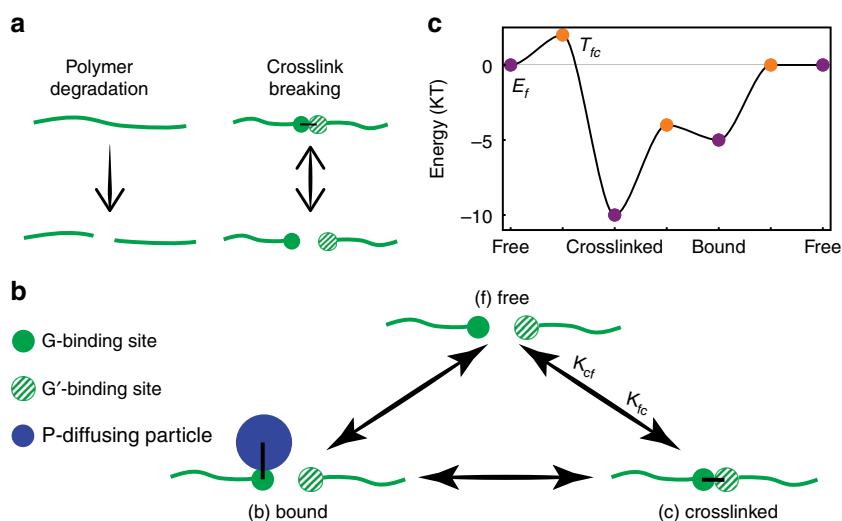 a
Polymer
degradation
Crosslink
breaking
c
Energy (KT)
0
−5
−10
E_f
T_fc
Free
Crosslinked
Bound
Free
b
G-binding site
G′-binding site
P-diffusing particle
(f) free
K_cf
K_fc
(b) bound
(c) crosslinked